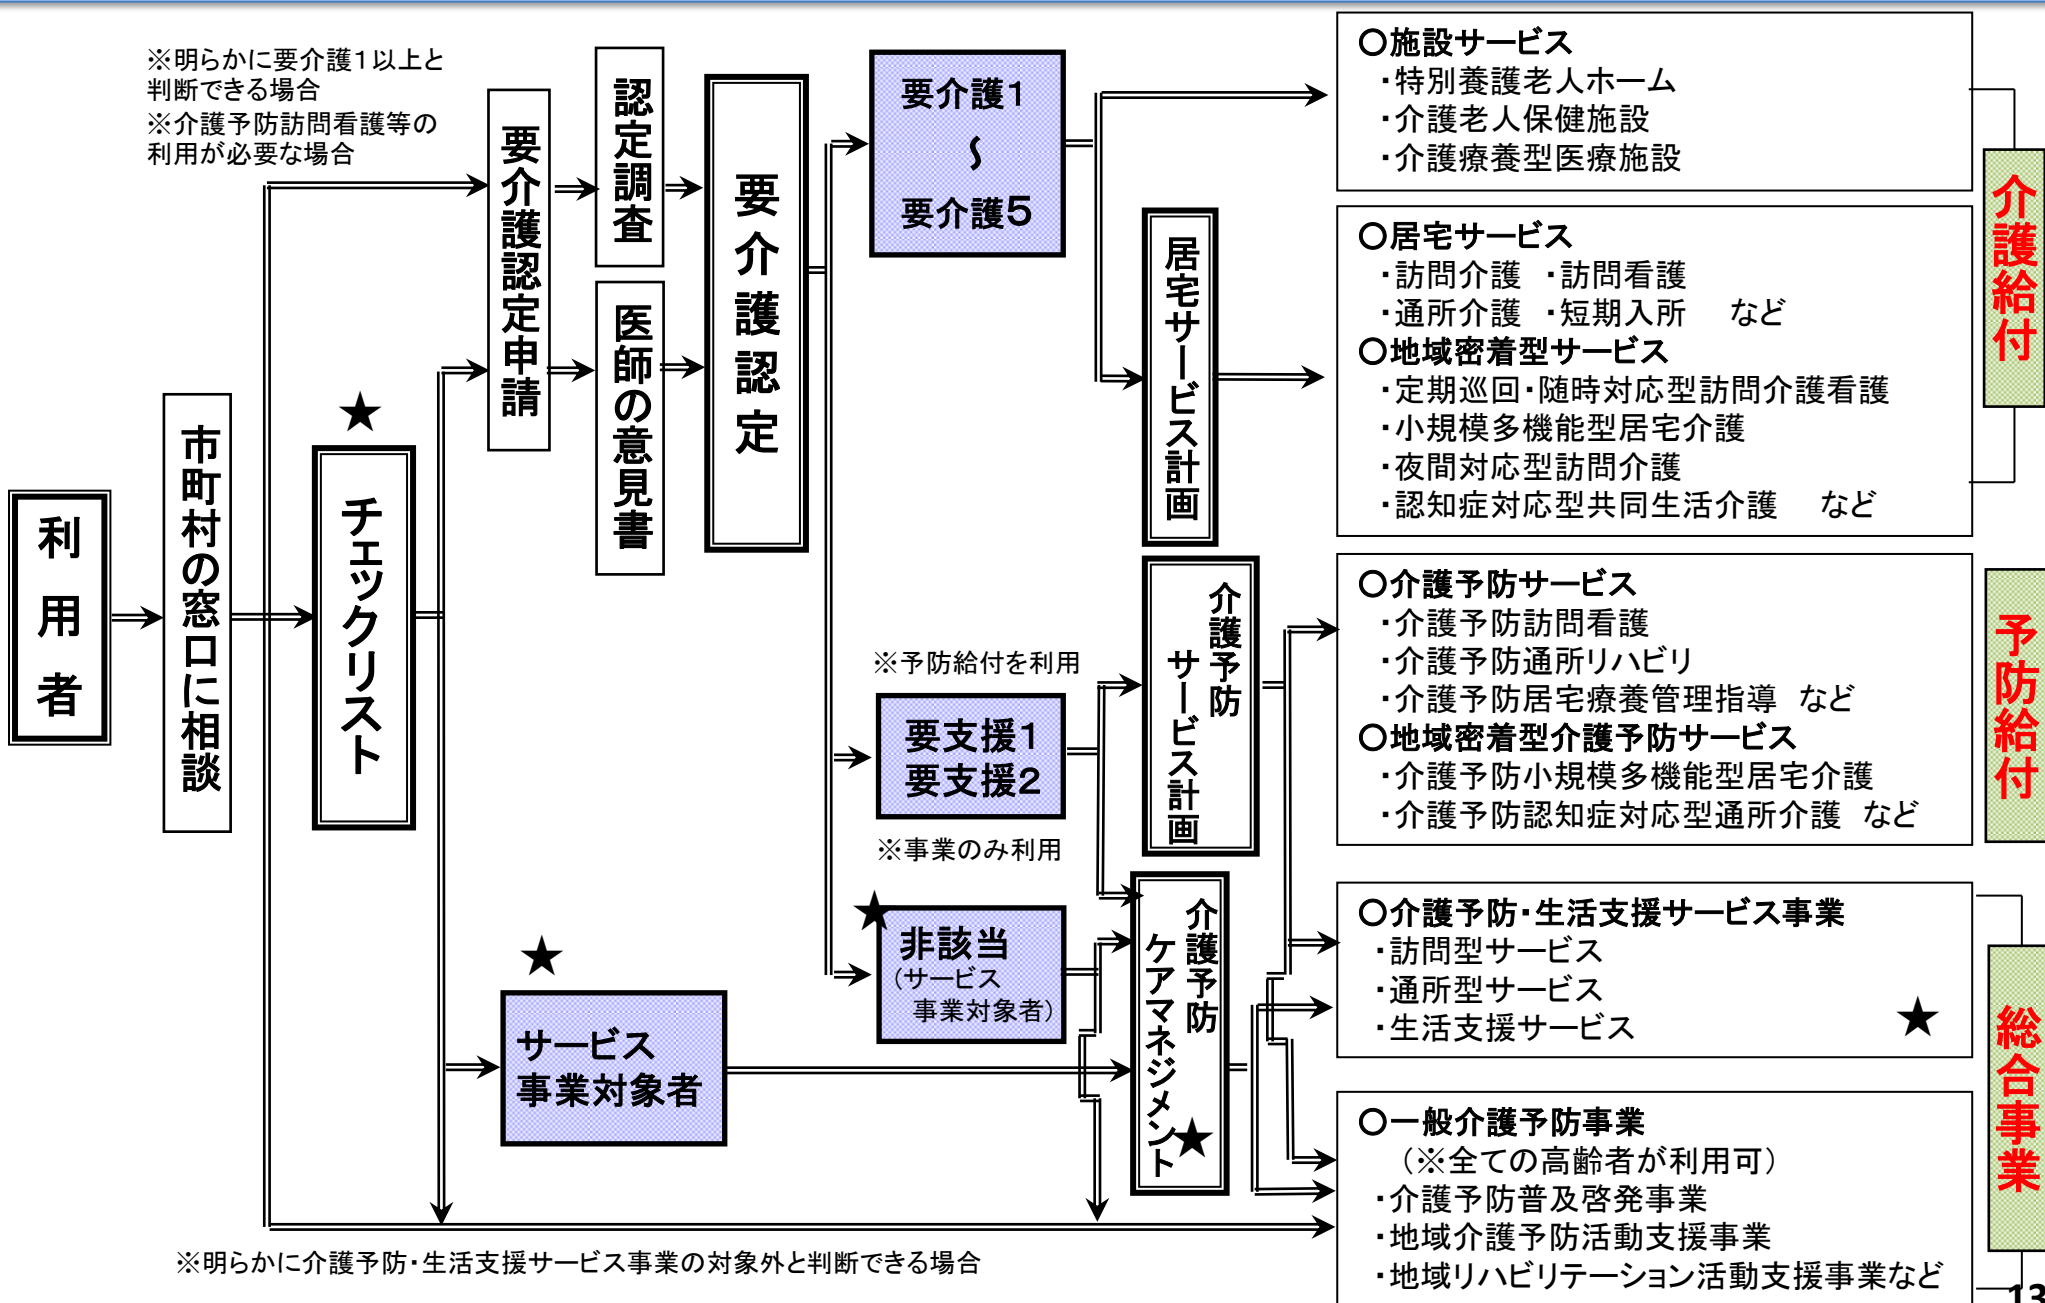 ※明らかに要介護1以上と
判断できる場合
※介護予防訪問看護等の
利用が必要な場合
利用者
市町村の窓口に相談
★
チェックリスト
要介護認定申請
認定調査
医師の意見書
要介護認定
要介護1
~
要介護5
※予防給付を利用
要支援1
要支援2
※事業のみ利用
★
非該当
(サービス
事業対象者)
★
サービス
事業対象者
居宅サービス計画
介護予防
サービス計画
介護予防
ケアマネジメント
★
○施設サービス
・特別養護老人ホーム
・介護老人保健施設
・介護療養型医療施設
○居宅サービス
・訪問介護 ・訪問看護
・通所介護 ・短期入所 など
○地域密着型サービス
・定期巡回・随時対応型訪問介護看護
・小規模多機能型居宅介護
・夜間対応型訪問介護
・認知症対応型共同生活介護 など
介護給付
○介護予防サービス
・介護予防訪問看護
・介護予防通所リハビリ
・介護予防居宅療養管理指導 など
○地域密着型介護予防サービス
・介護予防小規模多機能型居宅介護
・介護予防認知症対応型通所介護 など
予防給付
○介護予防・生活支援サービス事業
・訪問型サービス
・通所型サービス
・生活支援サービス
★
○一般介護予防事業
(※全ての高齢者が利用可)
・介護予防普及啓発事業
・地域介護予防活動支援事業
・地域リハビリテーション活動支援事業など
総合事業
※明らかに介護予防・生活支援サービス事業の対象外と判断できる場合
13